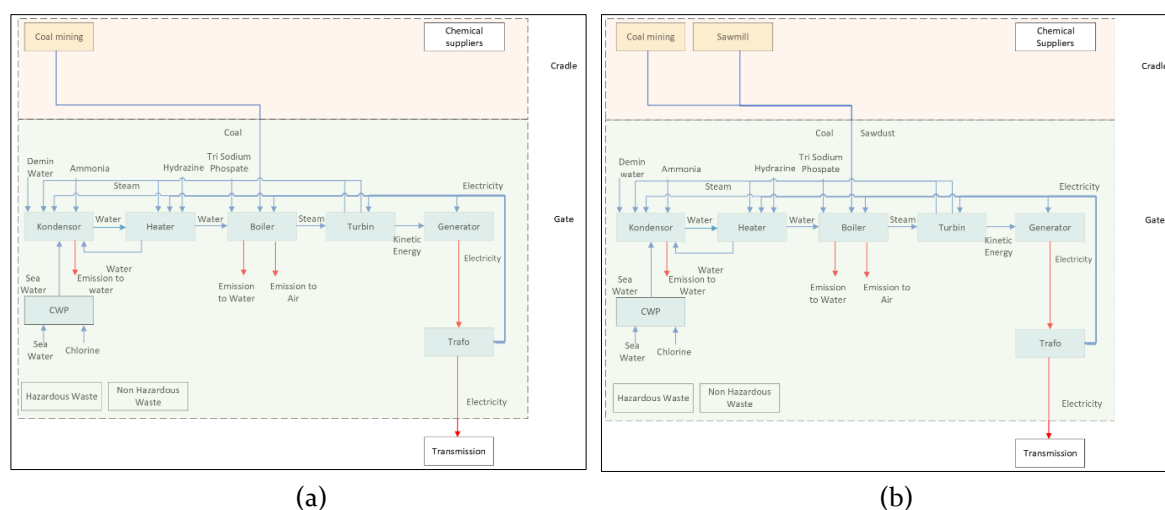 Coal mining
Chemical
suppliers
Cradle
Coal
Demin
Water
Ammonia
Hydrazine
Tri Sodium
Phospate
Steam
Electricity
Kondensor
Water
Heater
Water
Boiler
Steam
Turbin
Generator
Gate
Kinetic
Energy
Water
Sea
Water
Emission to
water
Emission
to Water
Emission to
Air
Electricity
CWP
Sea
Water
Chlorine
Trafo
Hazardous Waste
Non Hazardous
Waste
Electricity
Transmission
(a)
Coal mining
Sawmill
Chemical
Suppliers
Cradle
Coal
Sawdust
Demin
water
Ammonia
Hydrazine
Tri Sodium
Phospate
Steam
Electricity
Kondensor
Water
Heater
Water
Boiler
Steam
Turbin
Generator
Gate
Kinetic
Energy
Water
Sea
Water
Emission to
Water
Emission
to Water
Emission to
Air
Electricity
CWP
Sea
Water
Chlorine
Trafo
Hazardous Waste
Non Hazardous
Waste
Electricity
Transmission
(b)